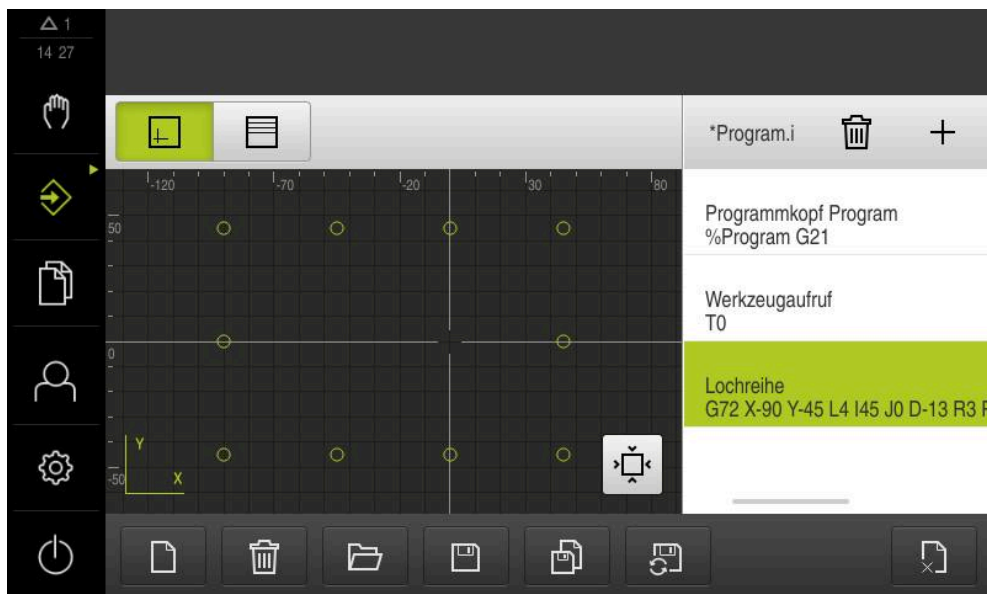 1
14 27
*Program.i
-120
-70
-20
30
80
50
0
-50
Y
X
Programmkopf Program
%Program G21
Werkzeugaufruf
T0
Lochreihe
G72 X-90 Y-45 L4 I45 J0 D-13 R3